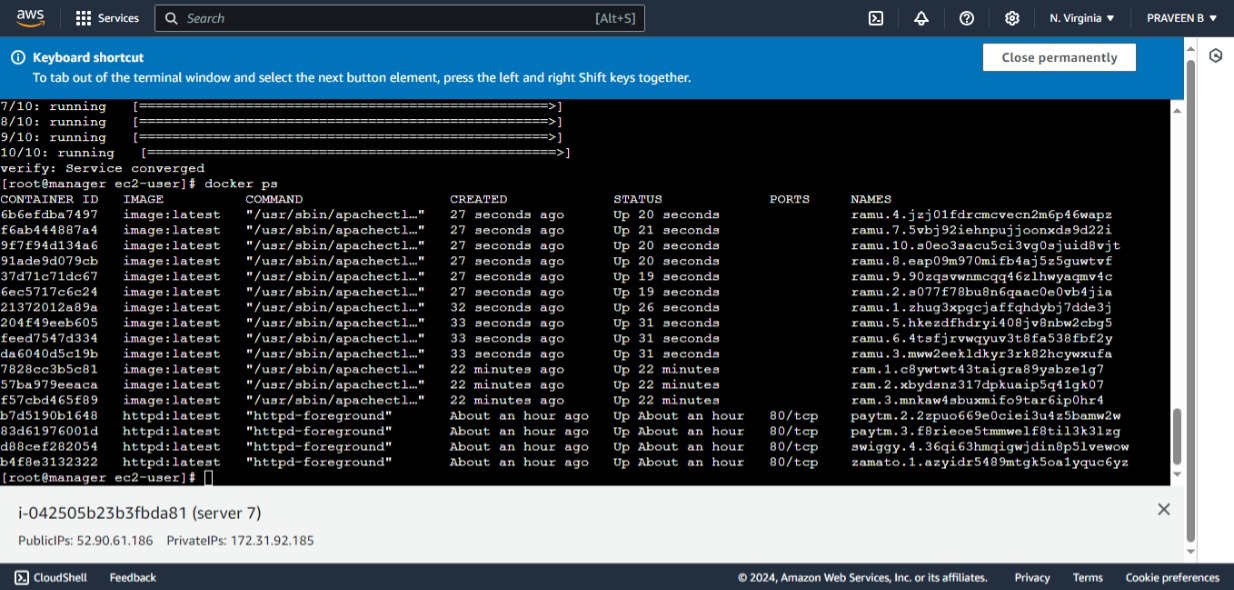 aws Services Search [Alt+S] N. Virginia PRAVEEN B
Keyboard shortcut
Close permanently
To tab out of the terminal window and select the next button element, press the left and right Shift keys together.
7/10: running [==================================================>]
8/10: running [==================================================>]
9/10: running [==================================================>]
10/10: running [==================================================>]
verify: Service converged
[root@manager ec2-user]# docker ps
CONTAINER ID IMAGE COMMAND CREATED STATUS PORTS NAMES
6b6efdba7497 image:latest "/usr/sbin/apachectl…" 27 seconds ago Up 20 seconds ramu.4.jzj01fdrcmcvecn2m6p46wapz
f6ab444887a4 image:latest "/usr/sbin/apachectl…" 27 seconds ago Up 21 seconds ramu.7.5vbj92iehnpujjoonxds9d22i
9f7f94d134a6 image:latest "/usr/sbin/apachectl…" 27 seconds ago Up 20 seconds ramu.10.s0eo3sacu5ci3vg0sjuid8vjt
91ade9d079cb image:latest "/usr/sbin/apachectl…" 27 seconds ago Up 20 seconds ramu.8.eap09m970mifb4aj5z5guwtvf
37d71c71dc67 image:latest "/usr/sbin/apachectl…" 27 seconds ago Up 19 seconds ramu.9.90zqsvwnmcqq46zlhwyaqmv4c
6ec5717c6c24 image:latest "/usr/sbin/apachectl…" 27 seconds ago Up 19 seconds ramu.2.s077f78bu8n6qaac0e0vb4jia
21372012a89a image:latest "/usr/sbin/apachectl…" 32 seconds ago Up 26 seconds ramu.1.zhug3xpgcjaffqhdybj7dde3j
204f49eeb605 image:latest "/usr/sbin/apachectl…" 33 seconds ago Up 31 seconds ramu.5.hkezdfhdryi408jv8nbw2cbg5
feed7547d334 image:latest "/usr/sbin/apachectl…" 33 seconds ago Up 31 seconds ramu.6.4tsfjrvwqyuv3t8fa538fbf2y
da6040d5c19b image:latest "/usr/sbin/apachectl…" 33 seconds ago Up 31 seconds ramu.3.mww2eekldkyr3rk82hcywxufa
7828cc3b5c81 image:latest "/usr/sbin/apachectl…" 22 minutes ago Up 22 minutes ram.1.c8ywtwt43taigra89ysbze1g7
57ba979eeaca image:latest "/usr/sbin/apachectl…" 22 minutes ago Up 22 minutes ram.2.xbydsnz317dpkuaip5q41gk07
f57cbd465f89 image:latest "/usr/sbin/apachectl…" 22 minutes ago Up 22 minutes ram.3.mnkaw4sbuxmifo9tar6ip0hr4
b7d5190b1648 httpd:latest "httpd-foreground" About an hour ago Up About an hour 80/tcp paytm.2.2zpuo669e0ciei3u4z5bamw2w
83d61976001d httpd:latest "httpd-foreground" About an hour ago Up About an hour 80/tcp paytm.3.f8rieoe5tmmwelf8til3k3lzg
d88cef282054 httpd:latest "httpd-foreground" About an hour ago Up About an hour 80/tcp swiggy.4.36qi63hmqigwjdin8p5lvewow
b4f8e3132322 httpd:latest "httpd-foreground" About an hour ago Up About an hour 80/tcp zamato.1.azyidr5489mtgk5oa1yquc6yz
[root@manager ec2-user]#
i-042505b23b3fbda81 (server 7)
PublicIPs: 52.90.61.186 PrivateIPs: 172.31.92.185
CloudShell Feedback © 2024, Amazon Web Services, Inc. or its affiliates. Privacy Terms Cookie preferences